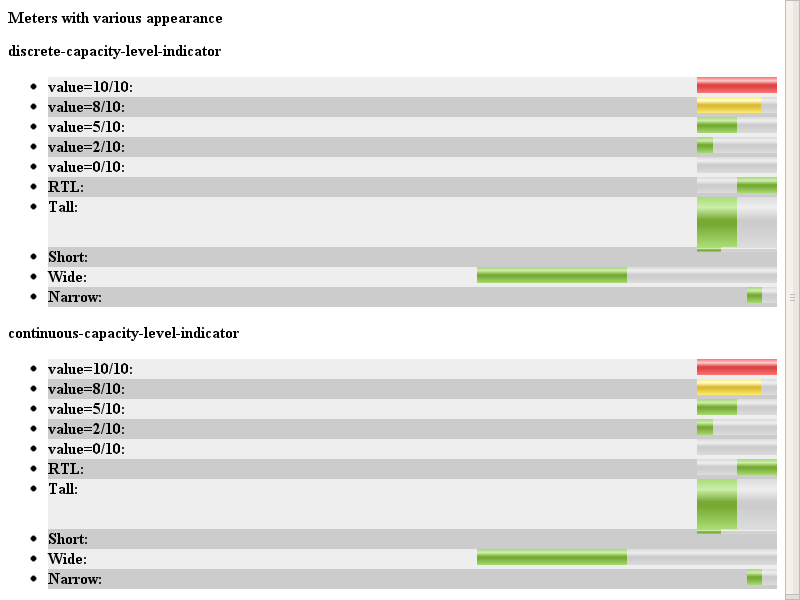 Meters with various appearance
discrete-capacity-level-indicator
value=10/10:
value=8/10:
value=5/10:
value=2/10:
value=0/10:
RTL:
Tall:
Short:
Wide:
Narrow:
continuous-capacity-level-indicator
value=10/10:
value=8/10:
value=5/10:
value=2/10:
value=0/10:
RTL:
Tall:
Short:
Wide:
Narrow: